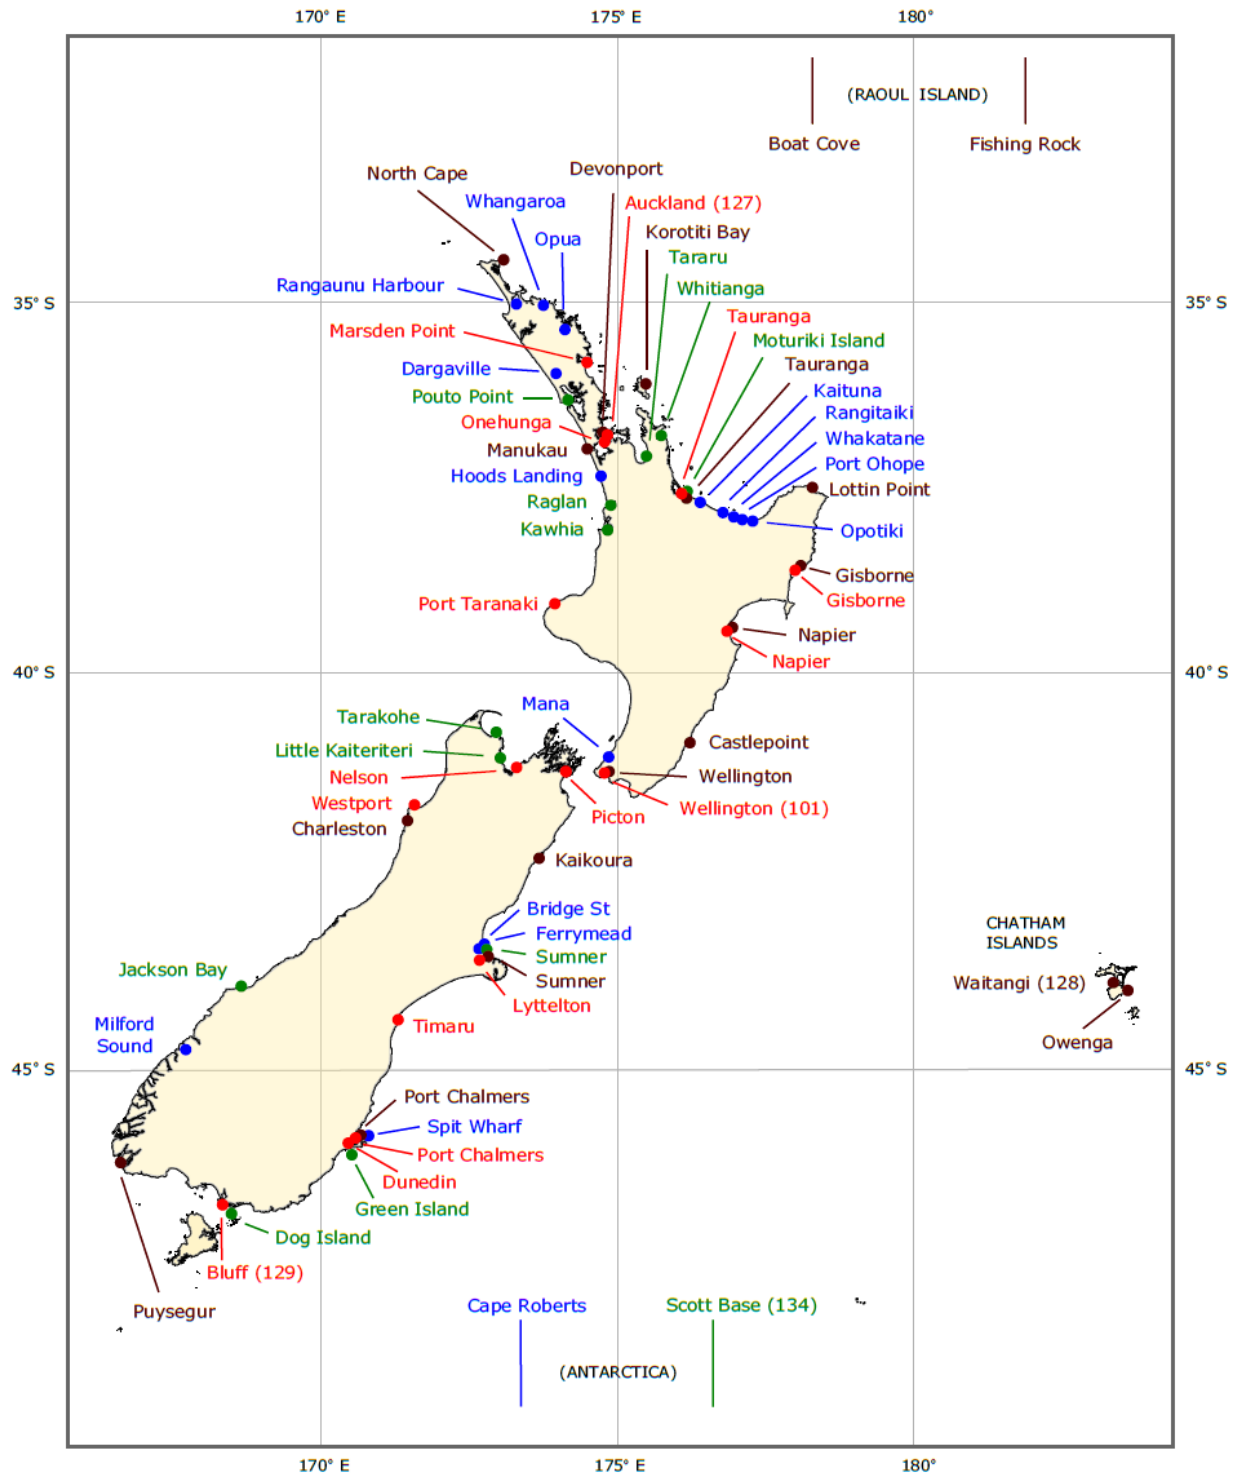 170° E
175° E
180°
(RAOUL ISLAND)
Boat Cove
Fishing Rock
Devonport
North Cape
Whangaroa
Auckland (127)
Korotiti Bay
Opua
Tararu
Rangaunu Harbour
Whitianga
35° S
35° S
Tauranga
Marsden Point
Moturiki Island
Tauranga
Dargaville
Kaituna
Pouto Point
Rangitaiki
Onehunga
Whakatane
Manukau
Port Ohope
Hoods Landing
Lottin Point
Raglan
Kawhia
Opotiki
Gisborne
Gisborne
Port Taranaki
Napier
Napier
40° S
40° S
Mana
Tarakohe
Castlepoint
Little Kaiteriteri
Nelson
Wellington
Westport
Wellington (101)
Picton
Charleston
Kaikoura
Bridge St
CHATHAM
ISLANDS
Ferrymead
Sumner
Jackson Bay
Sumner
Waitangi (128)
Lyttelton
Milford
Sound
Timaru
Owenga
45° S
45° S
Port Chalmers
Spit Wharf
Port Chalmers
Dunedin
Green Island
Dog Island
Bluff (129)
Puysegur
Cape Roberts
Scott Base (134)
(ANTARCTICA)
170° E
175° E
180°